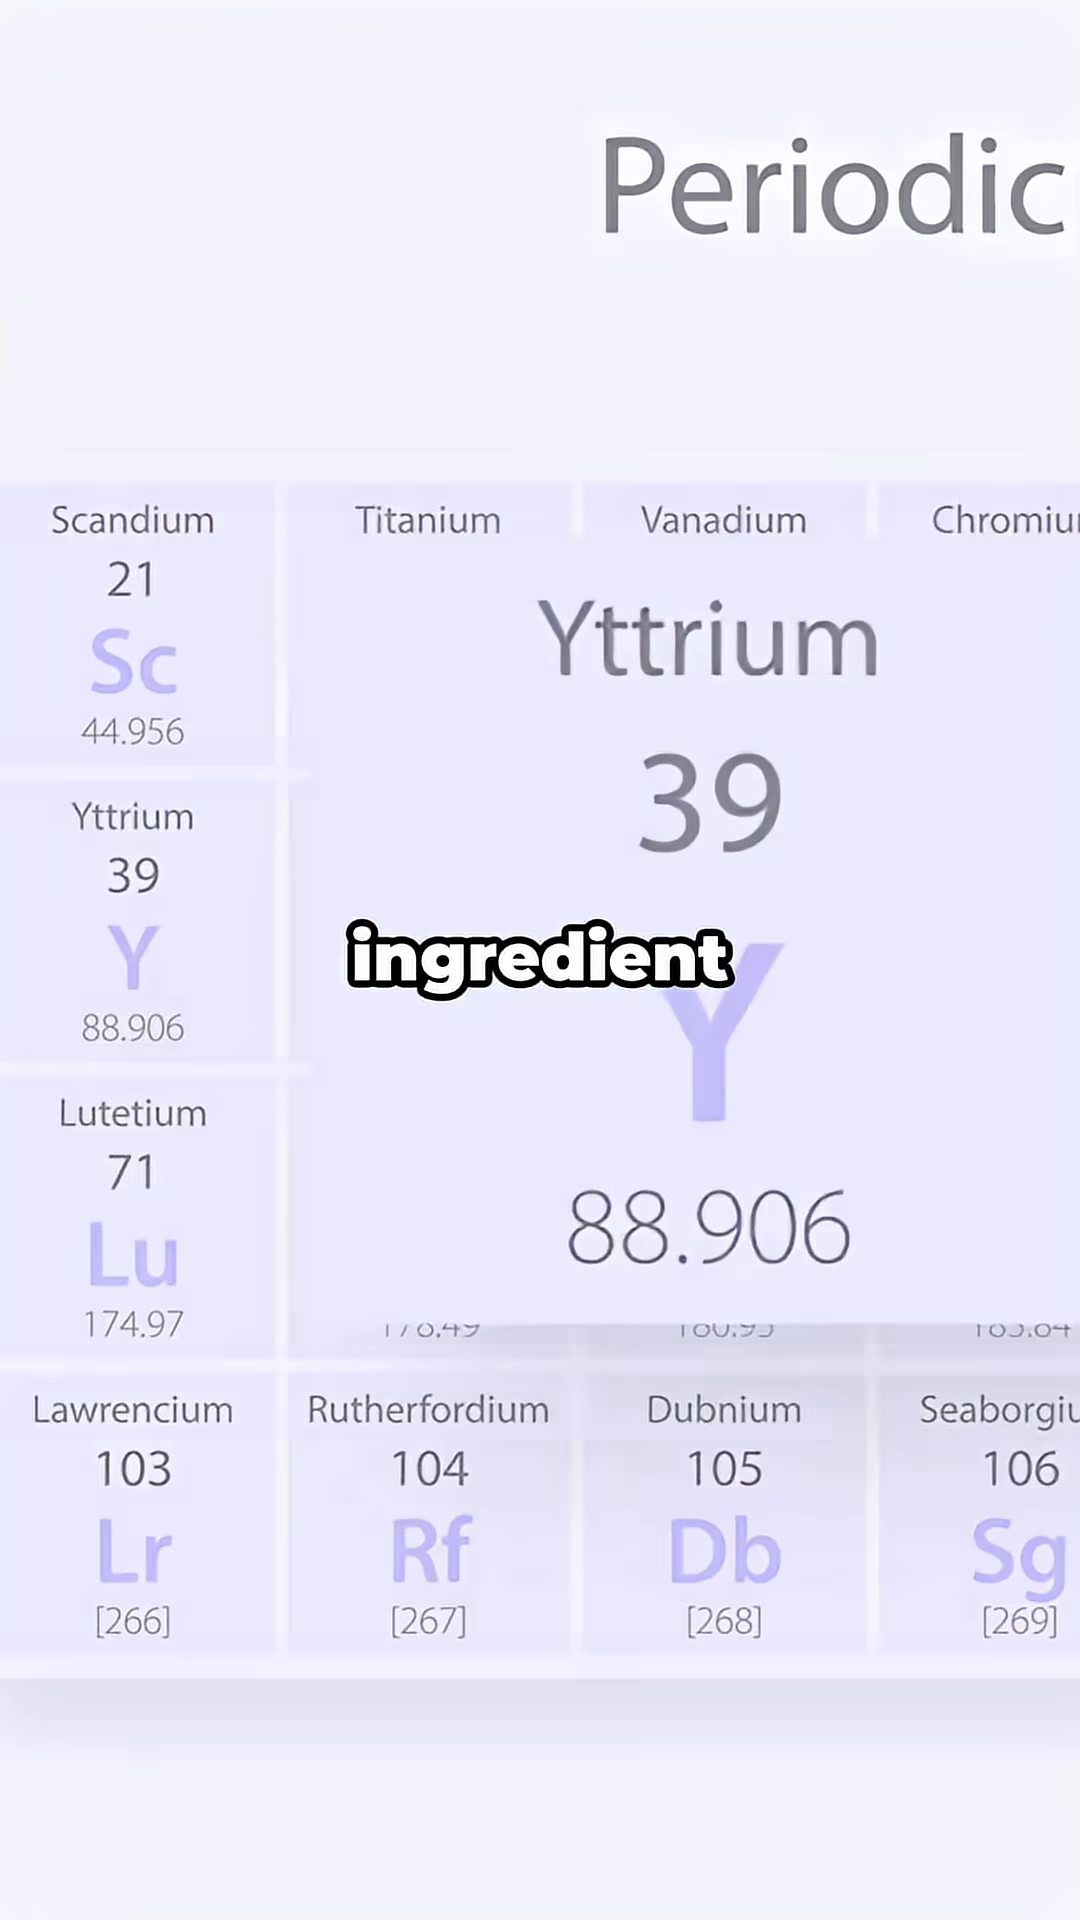 Periodic
Scandium
21
Sc
44.956
Titanium
Vanadium
Yttrium
39
Y
88.906
Yttrium
39
Y
88.906
ingredient
Lutetium
71
Lu
174.97
Lawrencium
103
Lr
[266]
Rutherfordium
104
Rf
[267]
Dubnium
105
Db
[268]
106
Sg
[269]